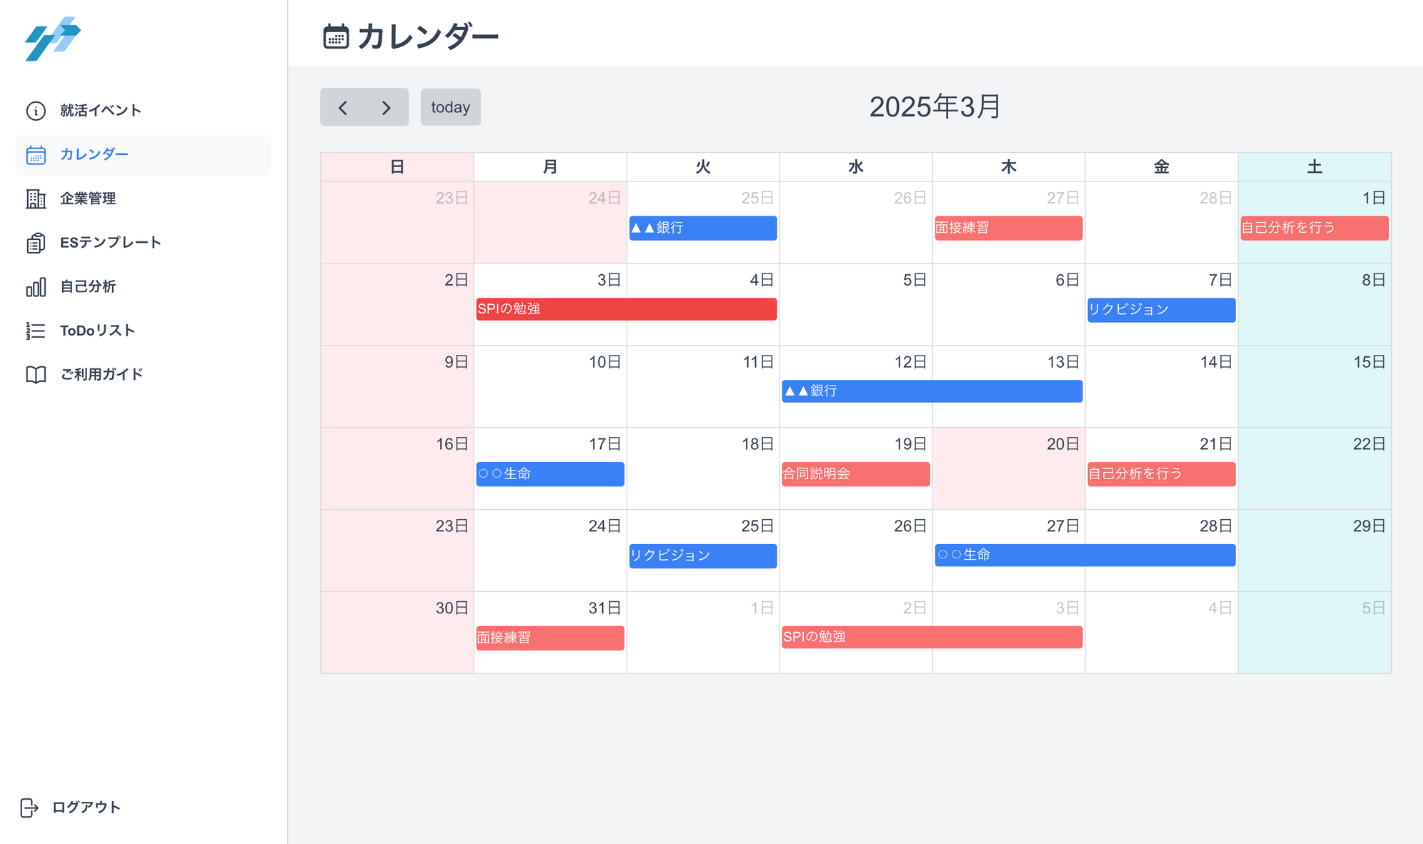 カレンダー
就活イベント
カレンダー
企業管理
ESテンプレート
自己分析
ToDoリスト
ご利用ガイド
ログアウト
today
2025年3月
日 月 火 水 木 金 土
23日 24日 25日 26日 27日 28日 1日
▲▲銀行 面接練習 自己分析を行う
2日 3日 4日 5日 6日 7日 8日
SPIの勉強 リクビジョン
9日 10日 11日 12日 13日 14日 15日
▲▲銀行
16日 17日 18日 19日 20日 21日 22日
○○生命 合同説明会 自己分析を行う
23日 24日 25日 26日 27日 28日 29日
リクビジョン ○○生命
30日 31日 1日 2日 3日 4日 5日
面接練習 SPIの勉強